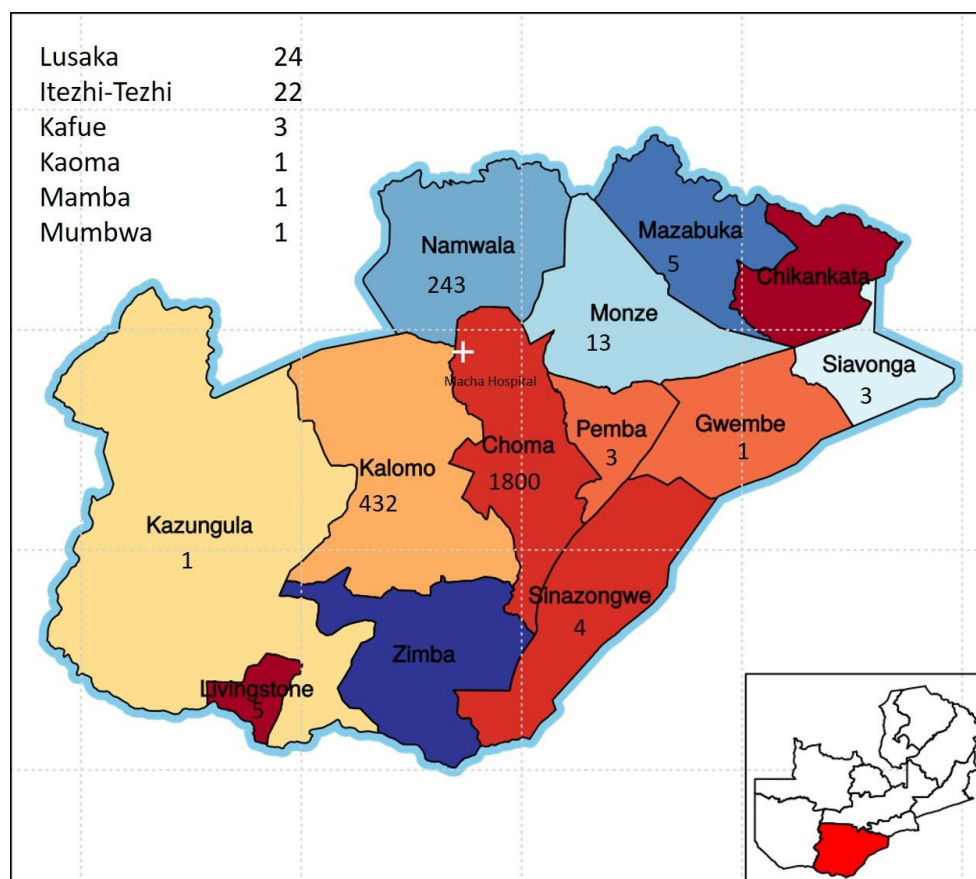 Lusaka 24
Itezhi-Tezhi 22
Kafue 3
Kaoma 1
Mamba 1
Mumbwa 1
Mazabuka
5
Namwala
243
Chikankata
Monze
13
Siavonga
3
Macha Hospital
Choma
1800
Pemba
3
Gwembe
1
Kalomo
432
Kazungula
1
Sinazongwe
4
Zimba
Livingstone
5